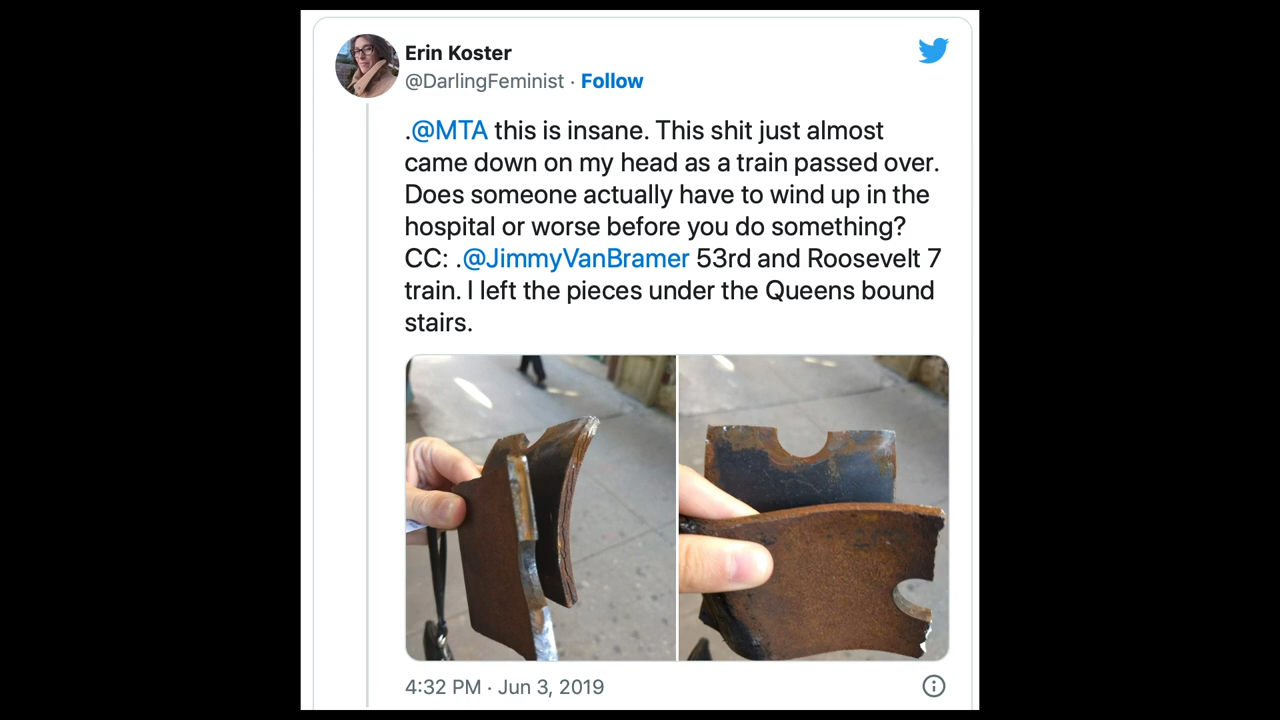 Erin Koster
@DarlingFeminist · Follow
.@MTA this is insane. This shit just almost
came down on my head as a train passed over.
Does someone actually have to wind up in the
hospital or worse before you do something?
CC: .@JimmyVanBramer 53rd and Roosevelt 7
train. I left the pieces under the Queens bound
stairs.
4:32 PM · Jun 3, 2019